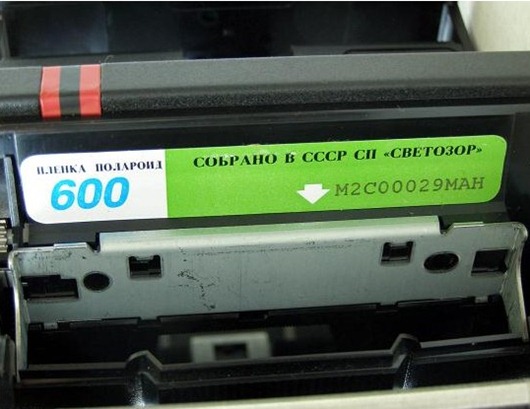 ПЛЕНКА ПОЛАРОИД
600
СОБРАНО В СССР СП «СВЕТОЗОР»
M2C00029MAH